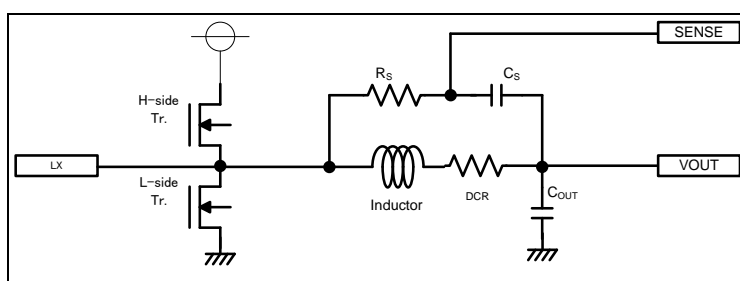 SENSE
RS
CS
H-side
Tr.
LX
VOUT
L-side
Tr.
Inductor
DCR
COUT